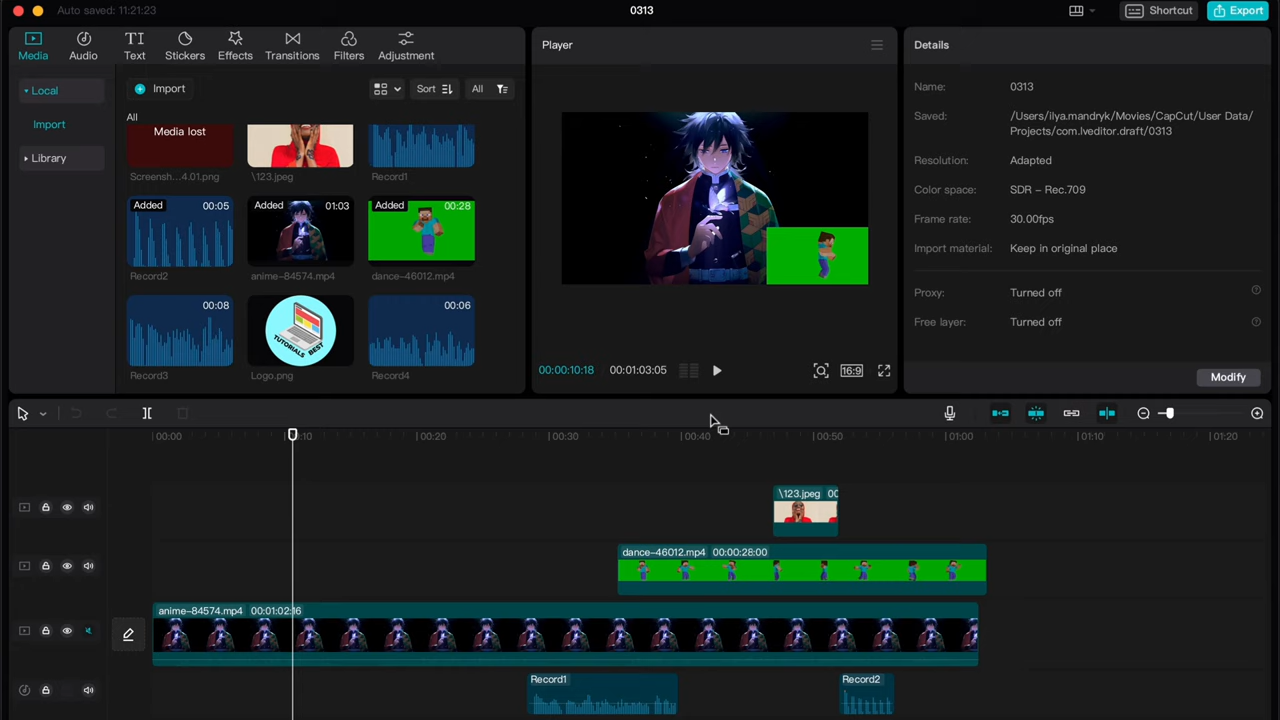 Auto saved: 11:21:23
0313
Shortcut
Export
Media
Audio
Text
Stickers
Effects
Transitions
Filters
Adjustment
Local
Import
Library
Import
Sort
All
All
Media lost
Screensh...4.01.png
\123.jpeg
Record1
Added 00:05
Added 01:03
Added 00:28
Record2
anime-84574.mp4
dance-46012.mp4
00:08
TUTORIALS BEST
00:06
Record3
Logo.png
Record4
Player
00:00:10:18
00:01:03:05
16:9
Details
Name: 0313
Saved: /Users/ilya.mandryk/Movies/CapCut/User Data/
Projects/com.lveditor.draft/0313
Resolution: Adapted
Color space: SDR – Rec.709
Frame rate: 30.00fps
Import material: Keep in original place
Proxy: Turned off
Free layer: Turned off
Modify
00:00
00:20
00:30
00:40
00:50
01:00
01:10
01:20
\123.jpeg
dance-46012.mp4 00:00:28:00
anime-84574.mp4 00:01:02:16
Record1
Record2